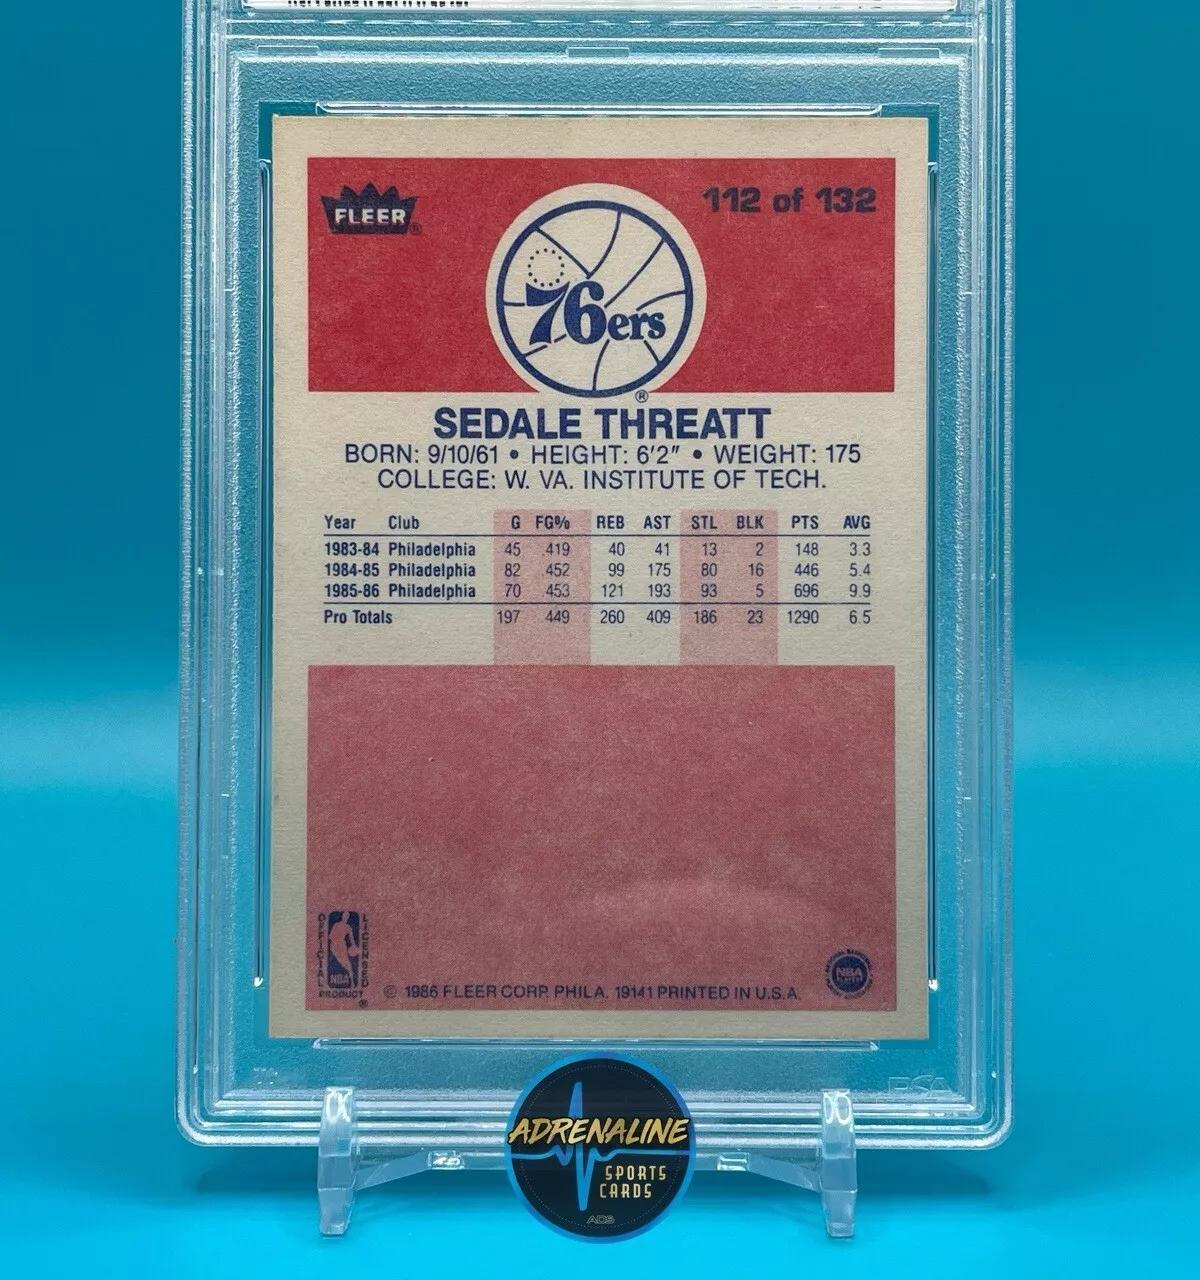 FLEER®
112 of 132
76ers
®
SEDALE THREATT
BORN: 9/10/61 • HEIGHT: 6'2" • WEIGHT: 175
COLLEGE: W. VA. INSTITUTE OF TECH.
Year Club G FG% REB AST STL BLK PTS AVG
1983-84 Philadelphia 45 .419 40 41 13 2 148 3.3
1984-85 Philadelphia 82 .452 99 175 80 16 446 5.4
1985-86 Philadelphia 70 .453 121 193 93 5 696 9.9
Pro Totals 197 .449 260 409 186 23 1290 6.5
OFFICIAL LICENSED
NBA
PRODUCT ®
© 1986 FLEER CORP. PHILA. 19141 PRINTED IN U.S.A.
NBA
PLAYERS
PSA
ADRENALINE
SPORTS
CARDS
ADS